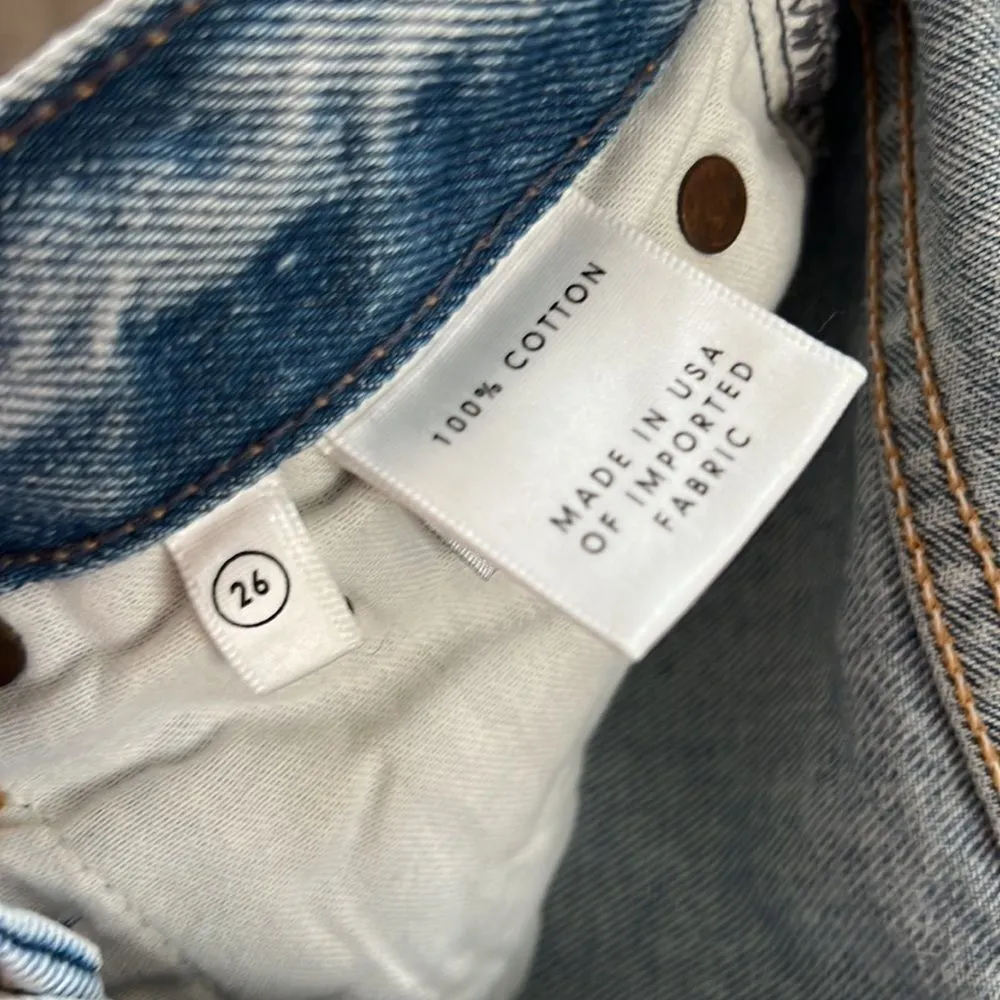 100% COTTON
MADE IN USA
OF IMPORTED
FABRIC
26